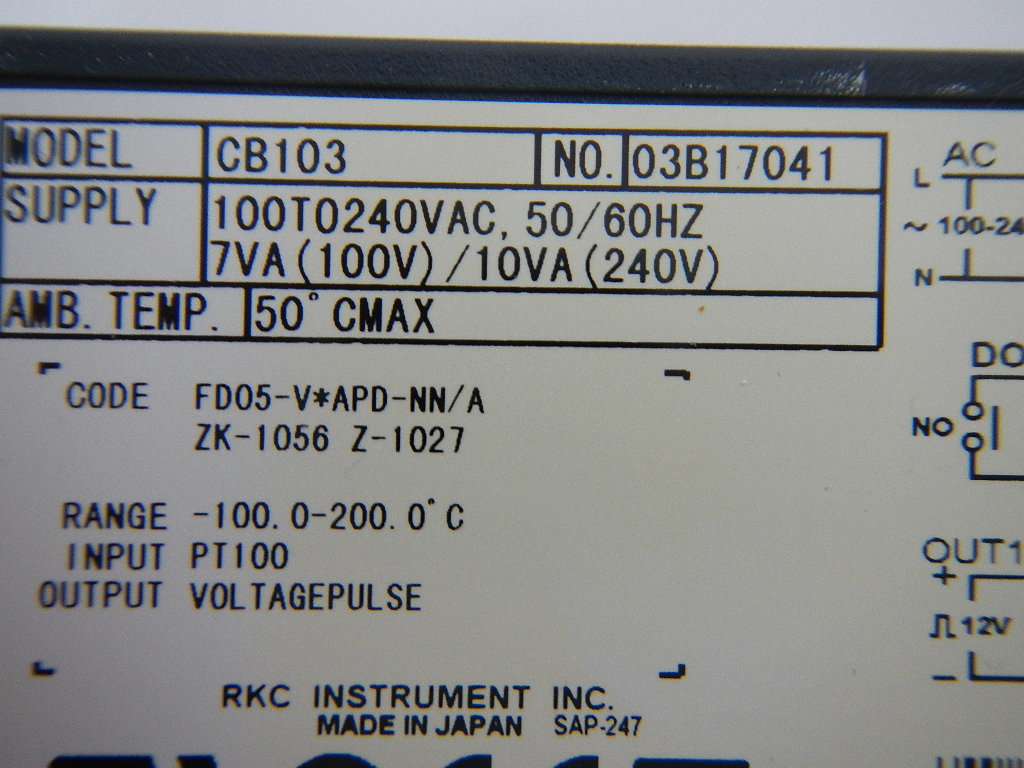 MODEL CB103 NO. 03B17041
SUPPLY 100TO240VAC, 50/60HZ
7VA(100V)/10VA(240V)
AMB. TEMP. 50°CMAX
CODE FD05-V*APD-NN/A
ZK-1056 Z-1027
RANGE -100.0-200.0°C
INPUT PT100
OUTPUT VOLTAGEPULSE
RKC INSTRUMENT INC.
MADE IN JAPAN SAP-247
AC
L
~ 100-24
N
DO
NO
OUT1
+
12V
−